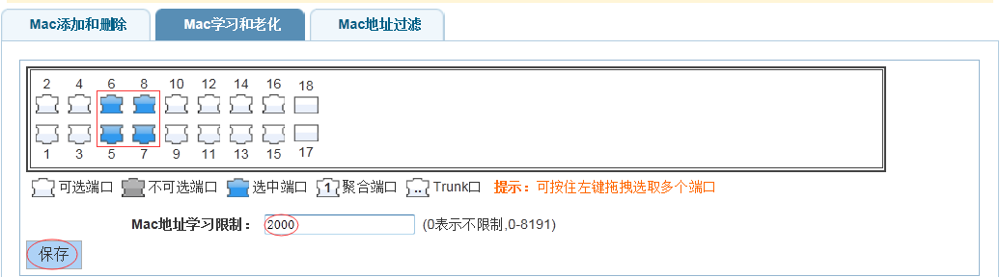 Mac添加和删除 Mac学习和老化 Mac地址过滤
2 4 6 8 10 12 14 16 18
1 3 5 7 9 11 13 15 17
可选端口 不可选端口 选中端口 1 聚合端口 .. Trunk口 提示：可按住左键拖拽选取多个端口
Mac地址学习限制： 2000 (0表示不限制,0-8191)
保存